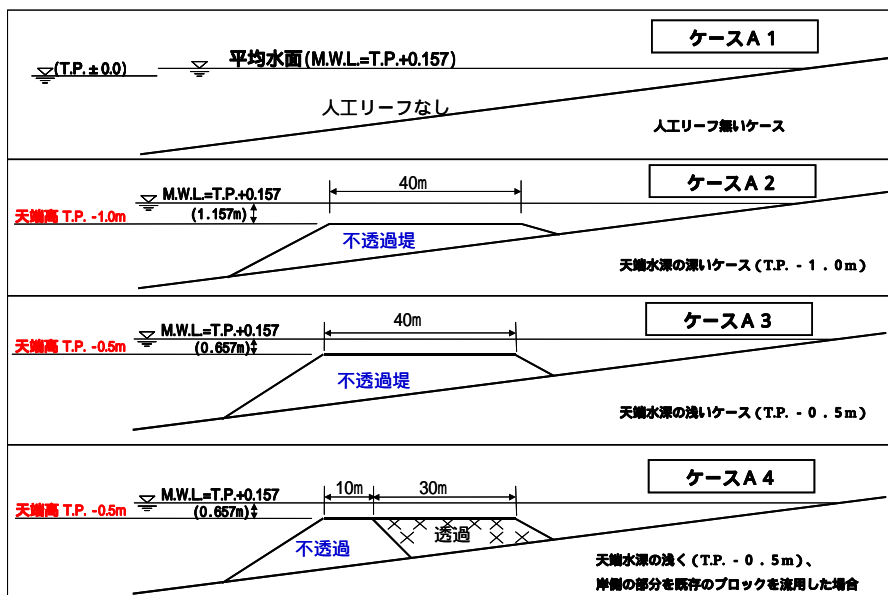 ケースA1
(T.P.±0.0)
平均水面(M.W.L.=T.P.+0.157)
人工リーフなし
人工リーフ無いケース
ケースA2
40m
M.W.L.=T.P.+0.157
(1.157m)
天端高 T.P. -1.0m
不透過堤
天端水深の深いケース(T.P. - 1.0m)
ケースA3
40m
M.W.L.=T.P.+0.157
(0.657m)
天端高 T.P. -0.5m
不透過堤
天端水深の浅いケース(T.P. - 0.5m)
ケースA4
10m
30m
M.W.L.=T.P.+0.157
(0.657m)
天端高 T.P. -0.5m
透過
不透過
天端水深の浅く(T.P. - 0.5m)、
岸側の部分を既存のブロックを流用した場合